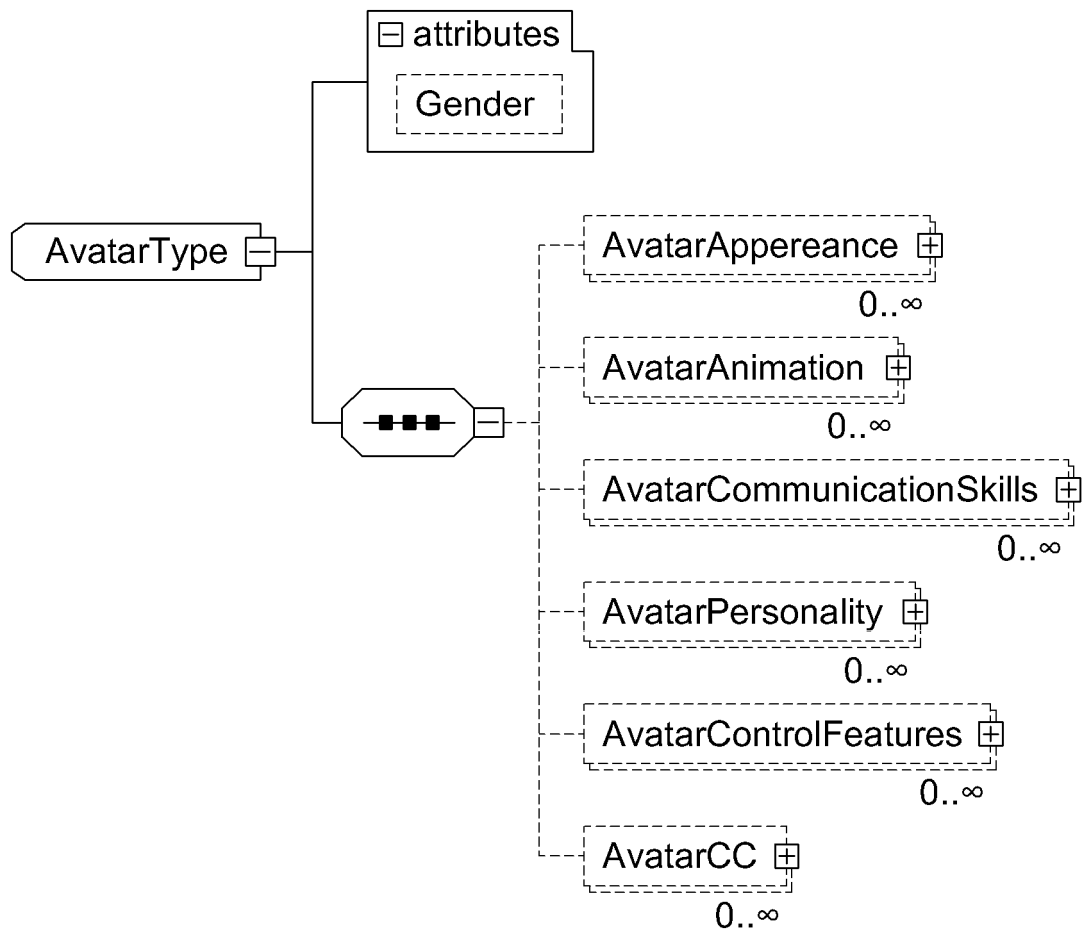 attributes
Gender
AvatarType
AvatarAppereance
0..∞
AvatarAnimation
0..∞
AvatarCommunicationSkills
0..∞
AvatarPersonality
0..∞
AvatarControlFeatures
0..∞
AvatarCC
0..∞